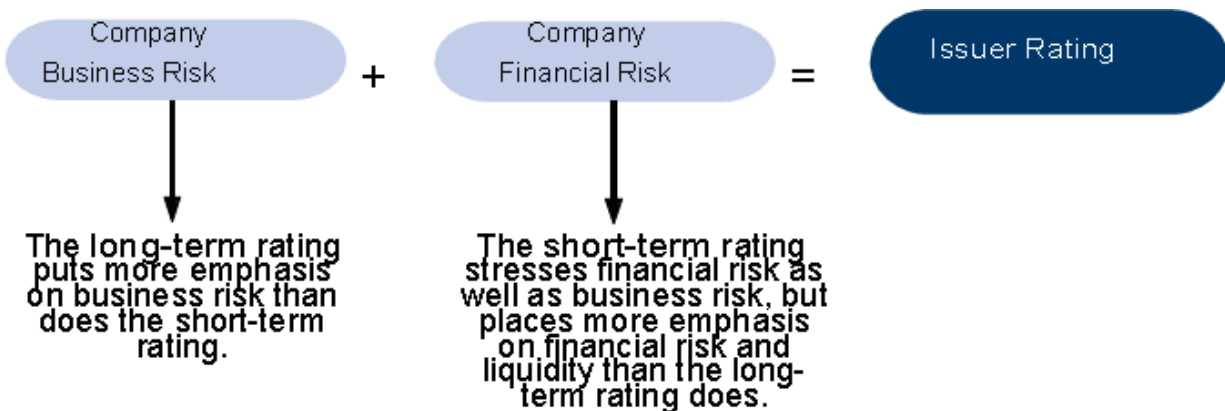 Company
Business Risk
+
Company
Financial Risk
=
Issuer Rating
The long-term rating
puts more emphasis
on business risk than
does the short-term
rating.
The short-term rating
stresses financial risk as
well as business risk, but
places more emphasis
on financial risk and
liquidity than the long-
term rating does.